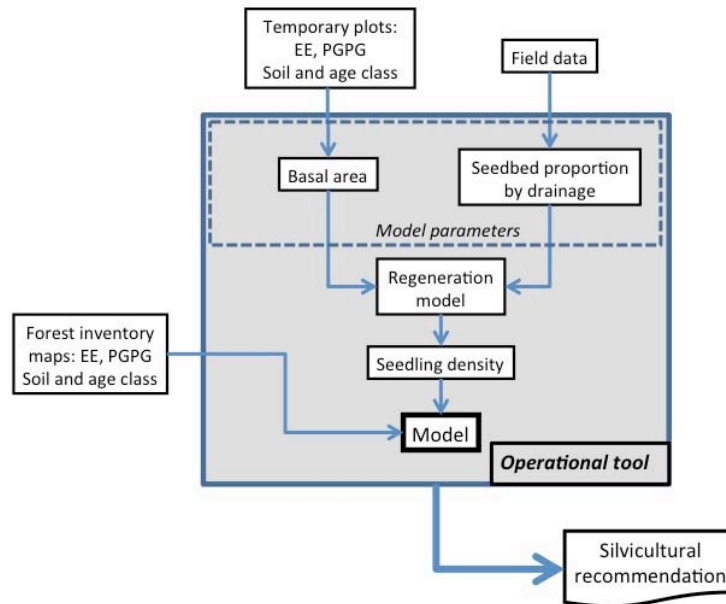 Temporary plots:
EE, PGPG
Soil and age class
Field data
Basal area
Seedbed proportion
by drainage
Model parameters
Regeneration
model
Forest inventory
maps: EE, PGPG
Soil and age class
Seedling density
Model
Operational tool
Silvicultural
recommendation